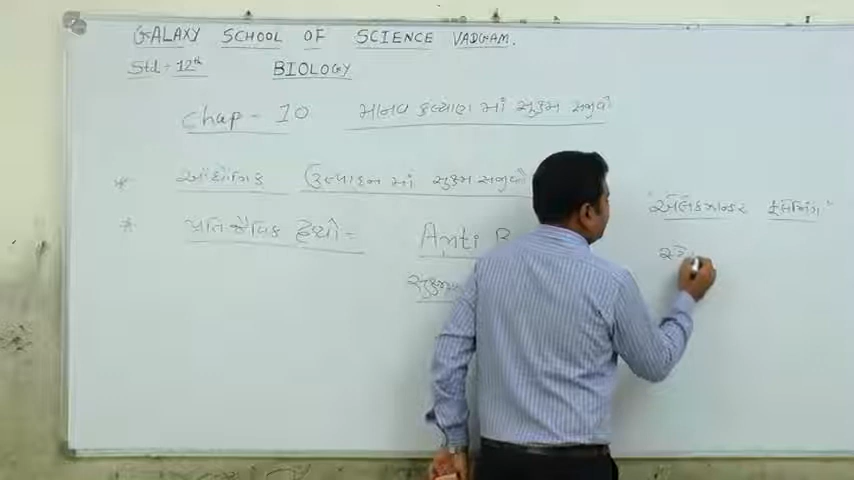 GALAXY SCHOOL OF SCIENCE VADGAM.
Std - 12th BIOLOGY
Chap - 10 માનવ કલ્યાણ માં સૂક્ષ્મ સજીવો
* ઔદ્યોગિક ઉત્પાદન માં સૂક્ષ્મ સજીવો
"એલેકઝાન્ડર ફ્લેમિંગ"
* પ્રતિજૈવિક દ્રવ્યો - Anti B